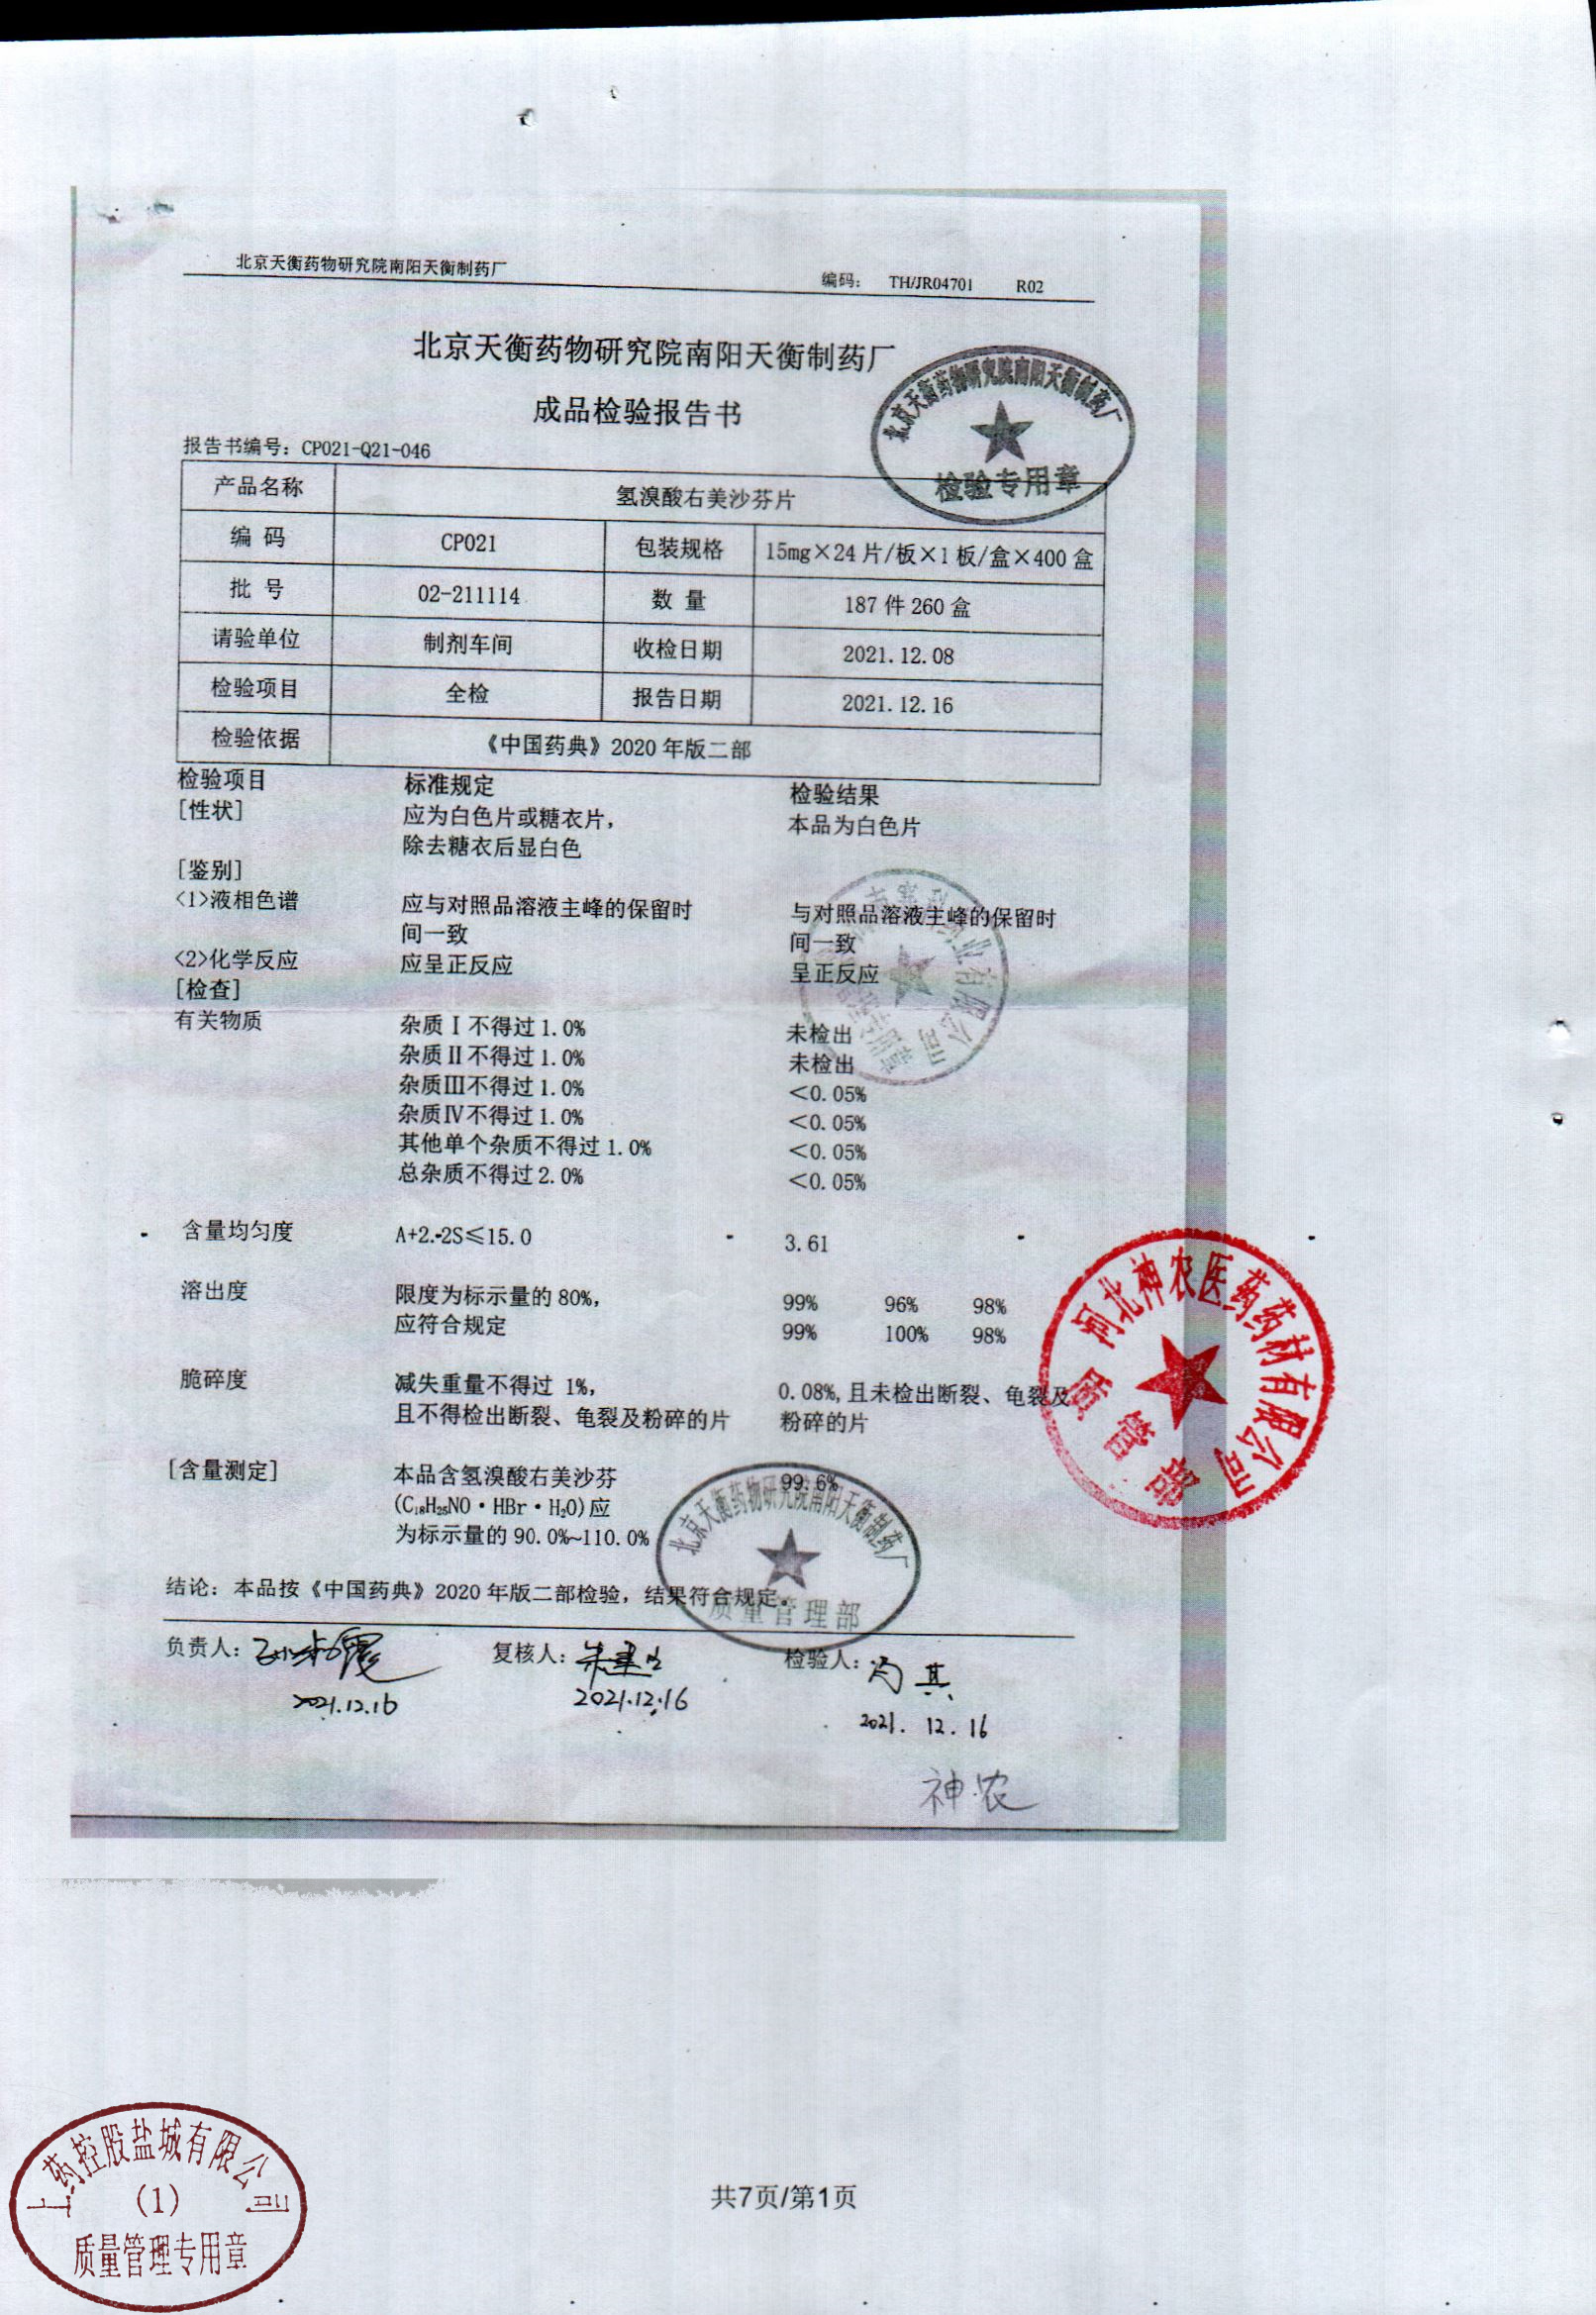 北京天衡药物研究院南阳天衡制药厂
编码： TH/JR04701 R02
北京天衡药物研究院南阳天衡制药厂
成品检验报告书
北京天衡药物研究院南阳天衡制药厂
检验专用章
报告书编号：CP021-Q21-046
产品名称 氢溴酸右美沙芬片
编 码 CP021 包装规格 15mg×24片/板×1板/盒×400盒
批 号 02-211114 数 量 187件260盒
请验单位 制剂车间 收检日期 2021.12.08
检验项目 全检 报告日期 2021.12.16
检验依据 《中国药典》2020年版二部
检验项目 标准规定 检验结果
[性状] 应为白色片或糖衣片， 本品为白色片
除去糖衣后显白色
[鉴别]
<1>液相色谱 应与对照品溶液主峰的保留时 与对照品溶液主峰的保留时
间一致 间一致
<2>化学反应 应呈正反应 呈正反应
[检查]
有关物质 杂质Ⅰ不得过1.0% 未检出
杂质Ⅱ不得过1.0% 未检出
杂质Ⅲ不得过1.0% <0.05%
杂质Ⅳ不得过1.0% <0.05%
其他单个杂质不得过1.0% <0.05%
总杂质不得过2.0% <0.05%
含量均匀度 A+2.-2S≤15.0 3.61
溶出度 限度为标示量的80%， 99% 96% 98%
应符合规定 99% 100% 98%
脆碎度 减失重量不得过 1%， 0.08%,且未检出断裂、龟裂及
且不得检出断裂、龟裂及粉碎的片 粉碎的片
河北神农医药药材有限公司
质管部
[含量测定] 本品含氢溴酸右美沙芬 99.6%
(C₁₈H₂₅NO·HBr·H₂O)应
为标示量的90.0%~110.0%
北京天衡药物研究院南阳天衡制药厂
质量管理部
结论：本品按《中国药典》2020年版二部检验，结果符合规定。
负责人： 复核人： 检验人：
2021.12.16 2021.12.16 2021.12.16
神农
上药控股盐城有限公司
(1)
质量管理专用章
共7页/第1页